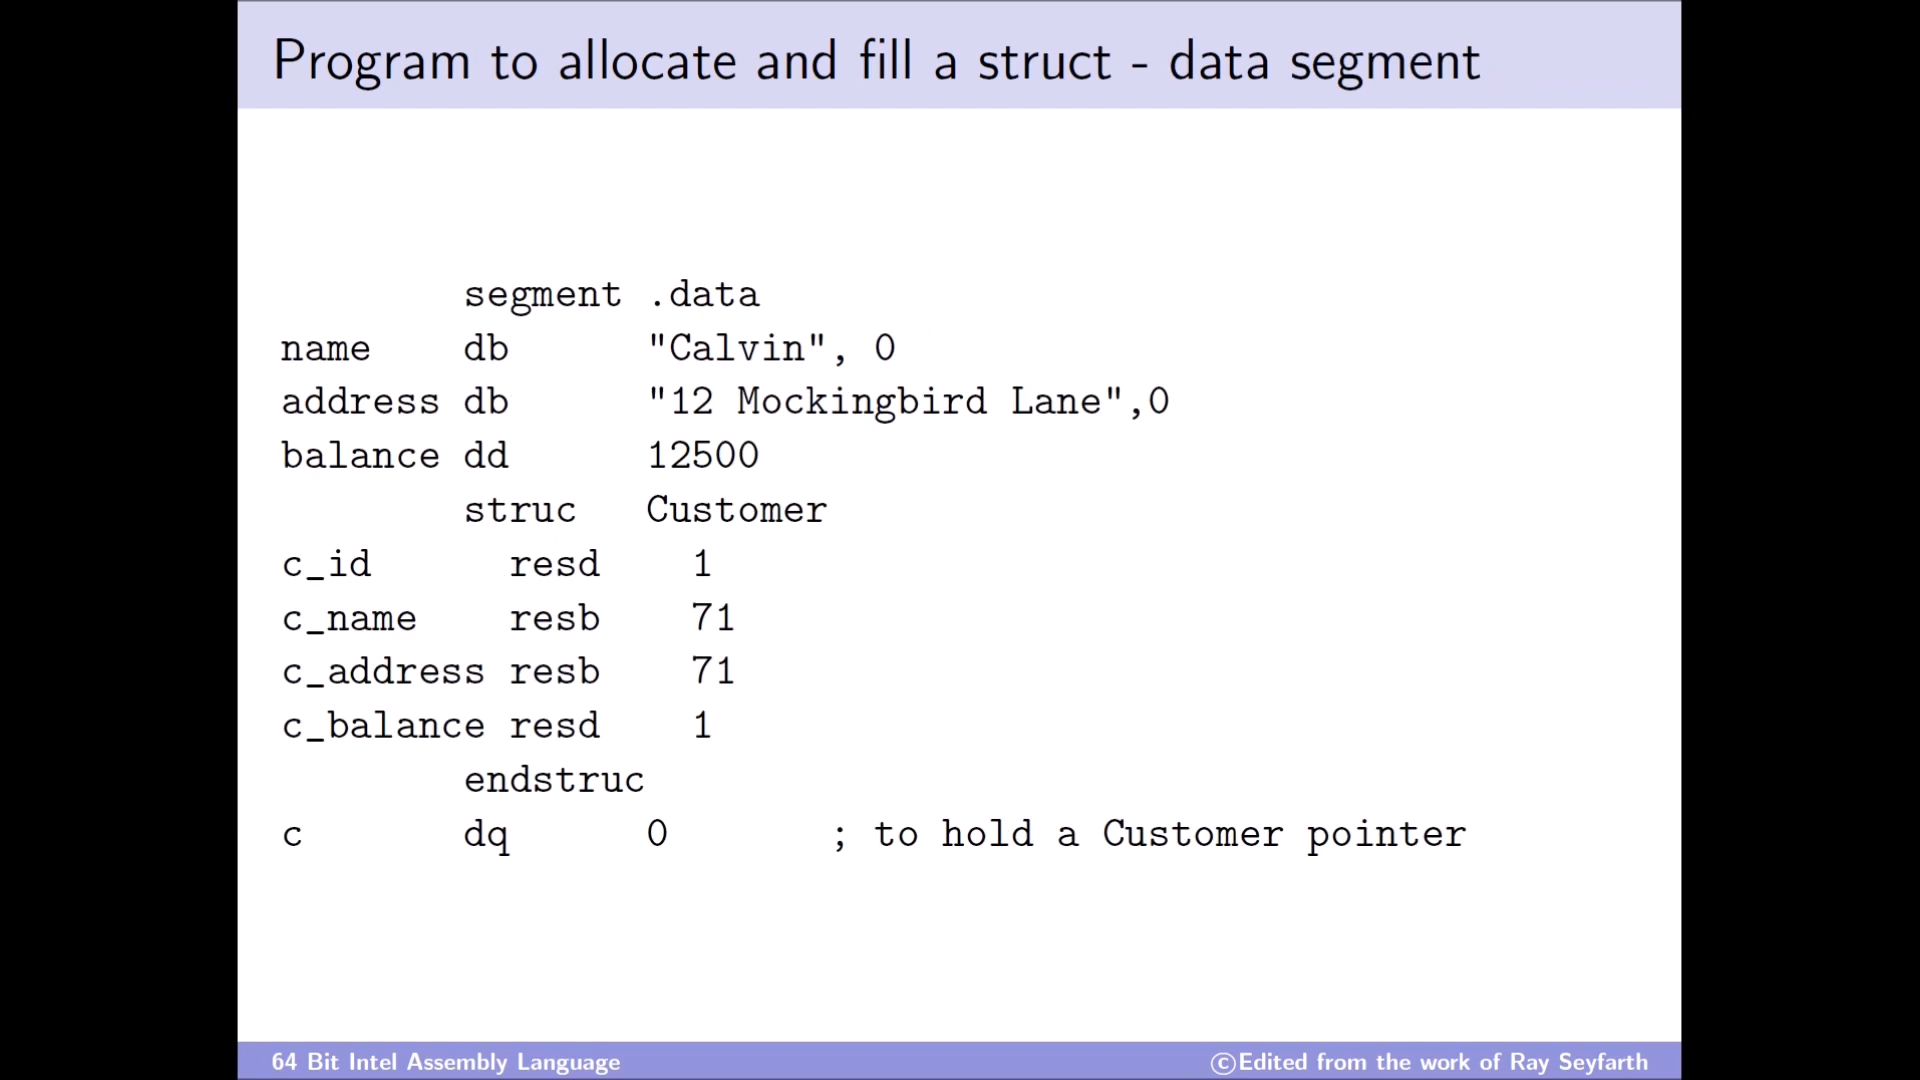 Program to allocate and fill a struct - data segment
segment .data
name db "Calvin", 0
address db "12 Mockingbird Lane",0
balance dd 12500
struc Customer
c_id resd 1
c_name resb 71
c_address resb 71
c_balance resd 1
endstruc
c dq 0 ; to hold a Customer pointer
64 Bit Intel Assembly Language ©Edited from the work of Ray Seyfarth